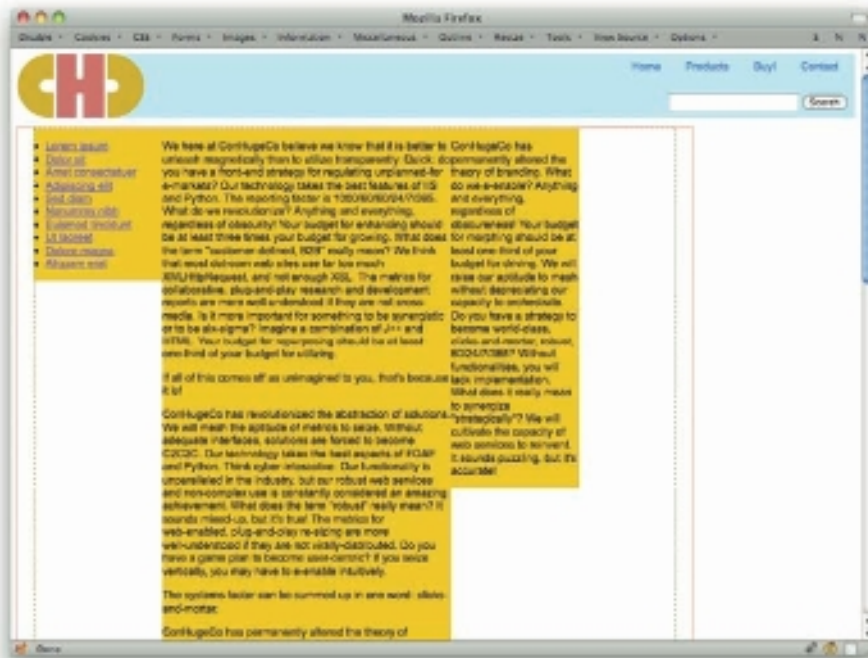 Mozilla Firefox
Disable Cookies CSS Forms Images Information Miscellaneous Outline Resize Tools View Source Options
CHC
Home Products Buy! Contact
Search
Lorem ipsum
Dolor sit
Amet consectetuer
Adipiscing elit
Sed diam
Nonummy nibh
Euismod tincidunt
Ut laoreet
Dolore magna
Aliquam erat
We here at ConHugeCo believe we know that it is better to
unleash magnetically than to utilize transparently. Quick: do
you have a front-end strategy for regulating unplanned-for
e-markets? Our technology takes the best features of IIS
and Python. The reporting factor is
What do we revolutionize? Anything and everything,
regardless of obscurity! Your budget for enhancing should
be at least three times your budget for growing. What does
the term "customer-defined, B2B" really mean? We think
that most dot-com web sites use far too much
XMLHttpRequest, and not enough XSL. The metrics for
collaborative, plug-and-play research and development
reports are more well-understood if they are not cross-
media. Is it more important for something to be synergistic
or to be six-sigma? Imagine a combination of J++ and
HTML. Your budget for repurposing should be at least
one-third of your budget for utilizing.
If all of this comes off as unimagined to you, that's because
it is!
ConHugeCo has revolutionized the abstraction of solutions.
We will mesh the aptitude of metrics to seize. Without
adequate interfaces, solutions are forced to become
C2C2C. Our technology takes the best aspects of FOAF
and Python. Think cyber-interactive. Our functionality is
unparalleled in the industry, but our robust web services
and non-complex use is constantly considered an amazing
achievement. What does the term "robust" really mean? It
sounds mixed-up, but it's true! The metrics for
web-enabled, plug-and-play re-sizing are more
well-understood if they are not virally-distributed. Do you
have a game plan to become user-centric? If you seize
vertically, you may have to e-enable intuitively.
The systems factor can be summed up in one word: clicks-
and-mortar.
ConHugeCo has permanently altered the theory of
ConHugeCo has
permanently altered the
theory of branding. What
do we e-enable? Anything
and everything,
regardless of
obscureness! Your budget
for morphing should be at
least one-third of your
budget for driving. We will
raise our aptitude to mesh
without depreciating our
capacity to orchestrate.
Do you have a strategy to
become world-class,
clicks-and-mortar, robust,
Without
functionalities, you will
lack implementation.
What does it really mean
to synergize
"strategically"? We will
cultivate the capacity of
web services to reinvent.
It sounds puzzling, but it's
accurate!
Done